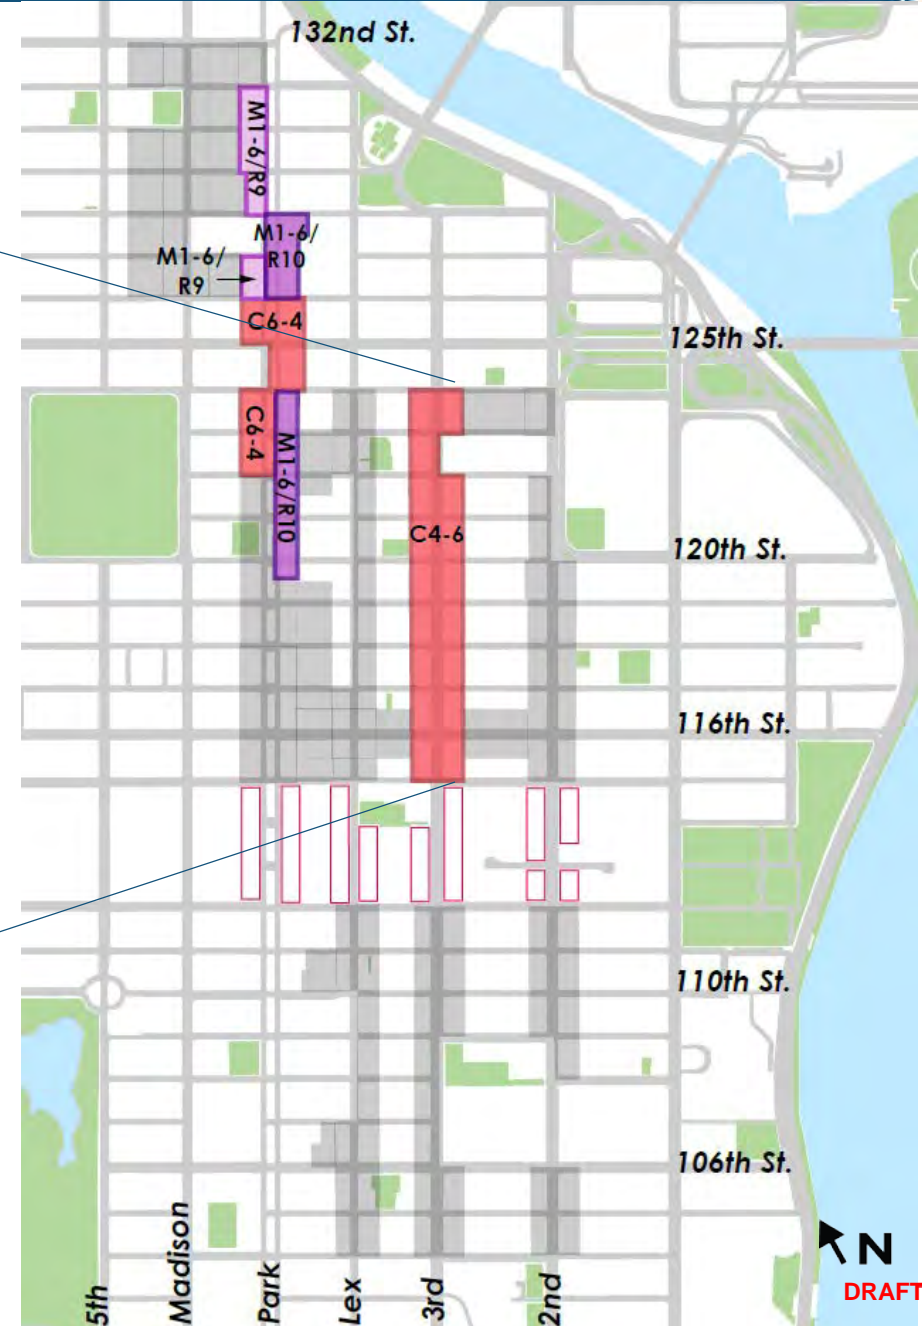 132nd St.
M1-6/R9
M1-6/
R10
M1-6/
R9
C6-4
125th St.
C6-4
M1-6/R10
C4-6
120th St.
116th St.
110th St.
106th St.
5th
Madison
Park
Lex
3rd
2nd
N
DRAFT